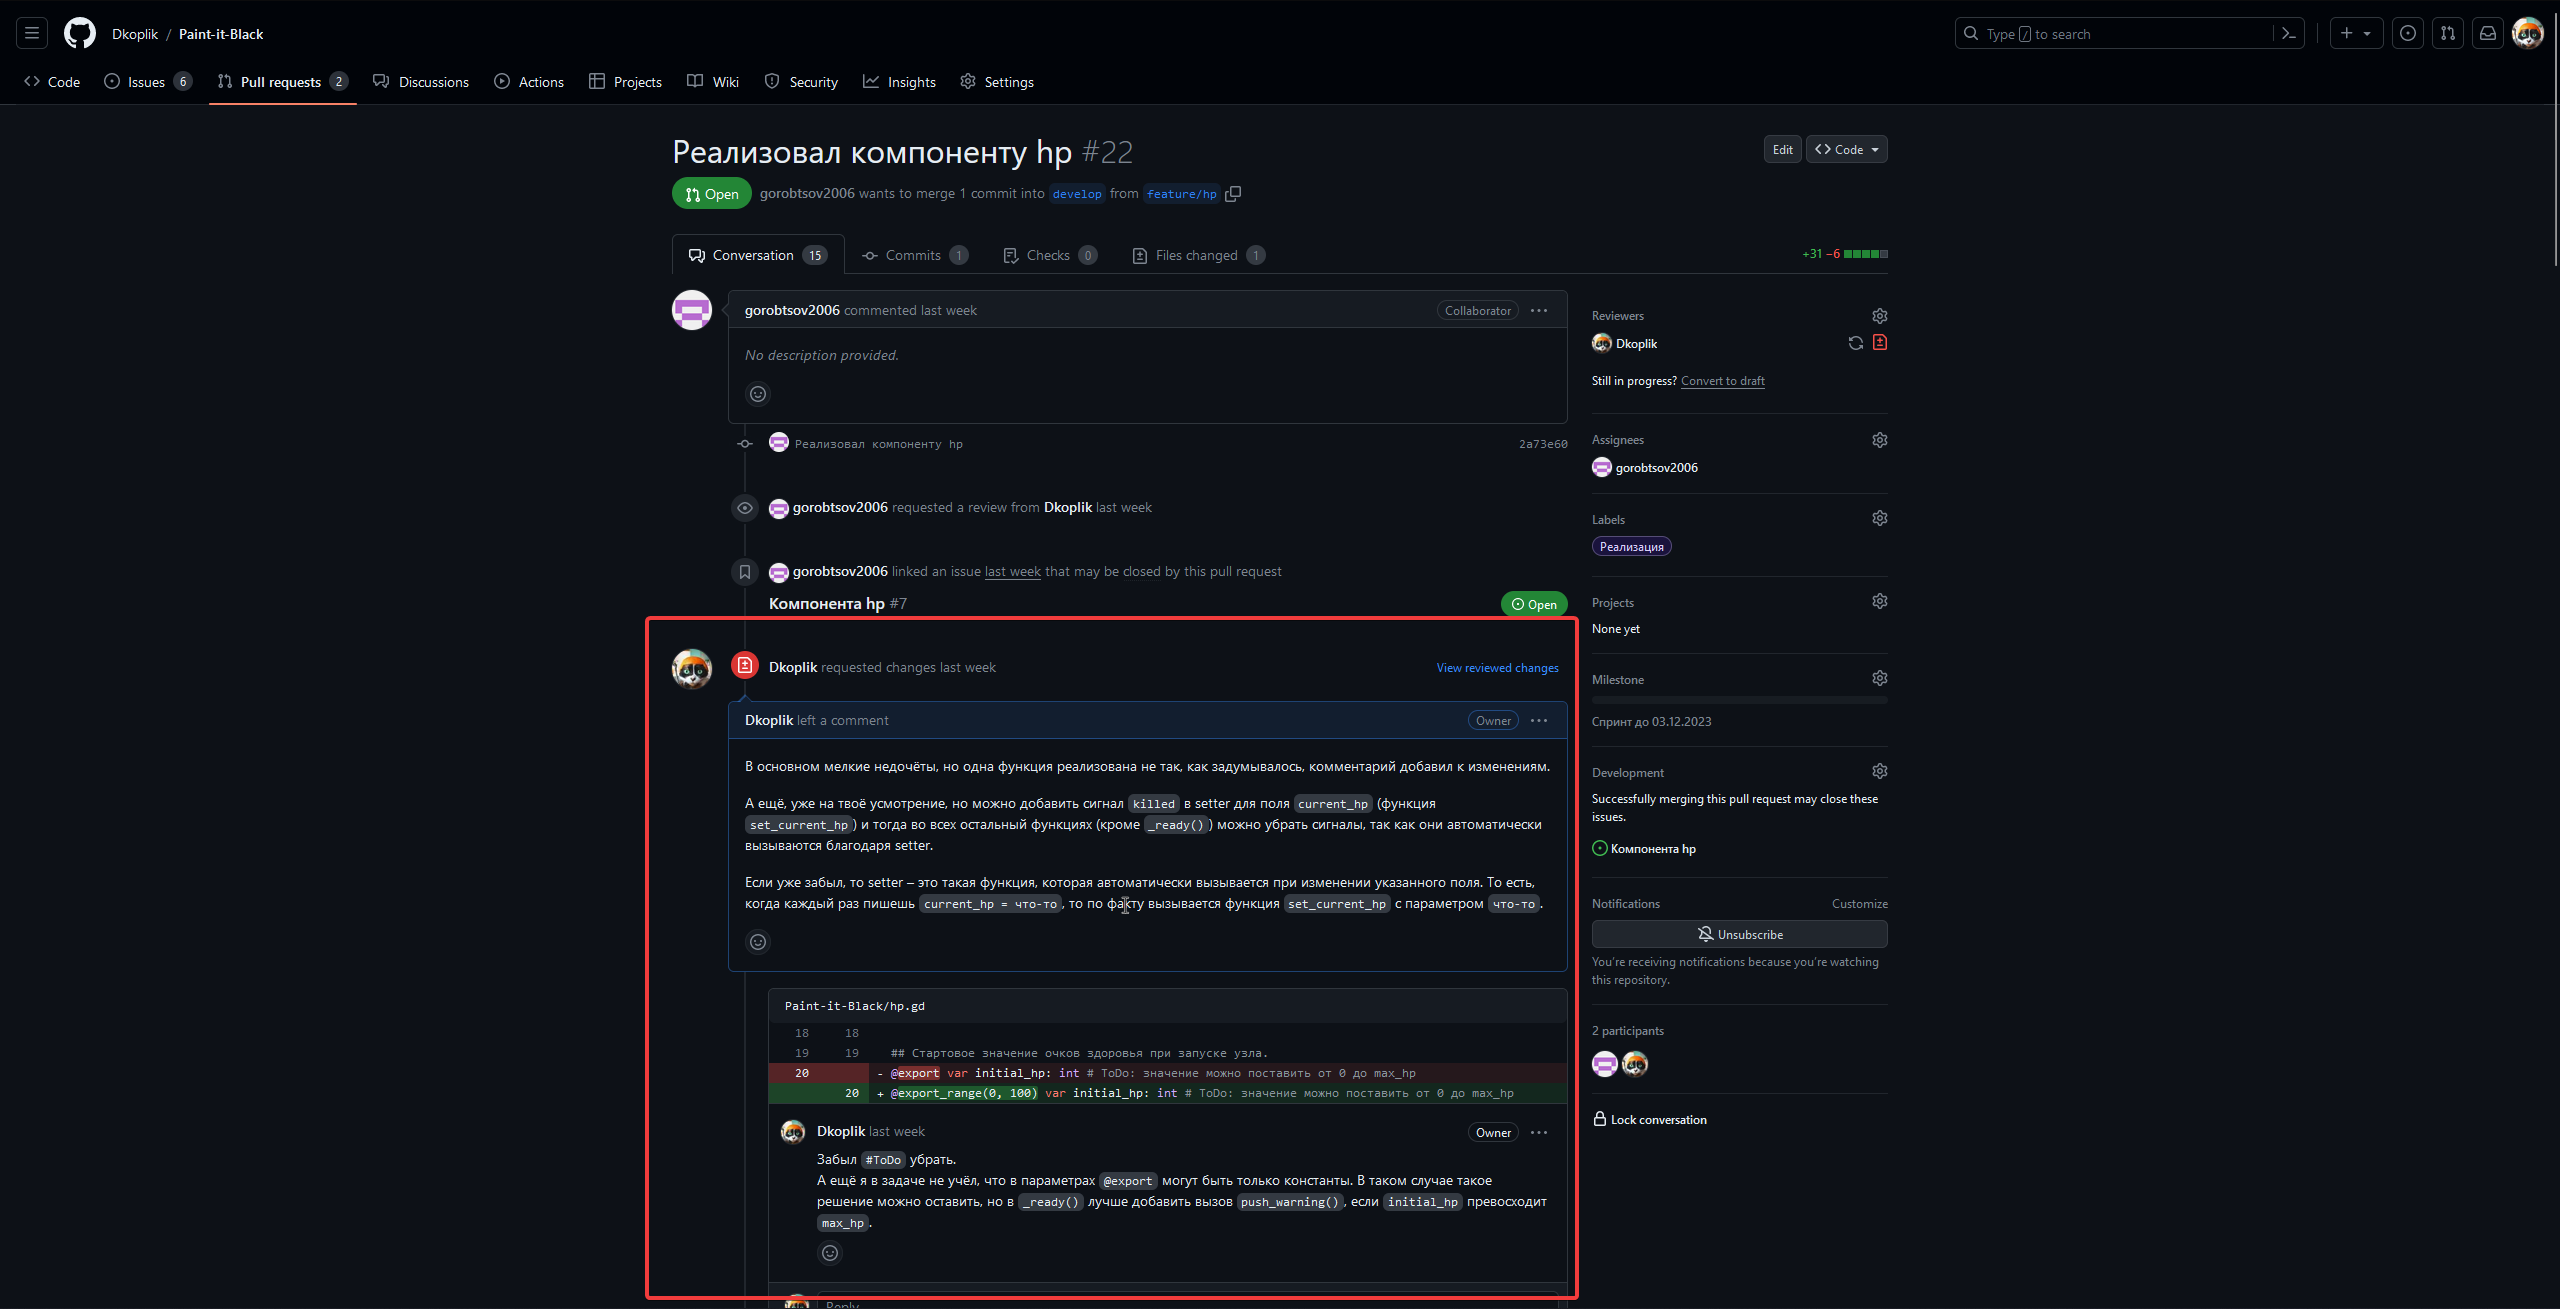 Dkoplik / Paint-it-Black
Type / to search
Code
Issues 6
Pull requests 2
Discussions
Actions
Projects
Wiki
Security
Insights
Settings
Реализовал компоненту hp #22
Edit
Code
Open
gorobtsov2006 wants to merge 1 commit into develop from feature/hp
Conversation 15
Commits 1
Checks 0
Files changed 1
+31 −6
gorobtsov2006 commented last week
Collaborator
No description provided.
Реализовал компоненту hp
2a73e60
gorobtsov2006 requested a review from Dkoplik last week
gorobtsov2006 linked an issue last week that may be closed by this pull request
Компонента hp #7
Open
Dkoplik requested changes last week
View reviewed changes
Dkoplik left a comment
Owner
В основном мелкие недочёты, но одна функция реализована не так, как задумывалось, комментарий добавил к изменениям.
А ещё, уже на твоё усмотрение, но можно добавить сигнал killed в setter для поля current_hp (функция
set_current_hp) и тогда во всех остальный функциях (кроме _ready()) можно убрать сигналы, так как они автоматически
вызываются благодаря setter.
Если уже забыл, то setter – это такая функция, которая автоматически вызывается при изменении указанного поля. То есть,
когда каждый раз пишешь current_hp = что-то, то по факту вызывается функция set_current_hp с параметром что-то.
Paint-it-Black/hp.gd
18 18
19 19 ## Стартовое значение очков здоровья при запуске узла.
20 - @export var initial_hp: int # ToDo: значение можно поставить от 0 до max_hp
20 + @export_range(0, 100) var initial_hp: int # ToDo: значение можно поставить от 0 до max_hp
Dkoplik last week
Owner
Забыл #ToDo убрать.
А ещё я в задаче не учёл, что в параметрах @export могут быть только константы. В таком случае такое
решение можно оставить, но в _ready() лучше добавить вызов push_warning(), если initial_hp превосходит
max_hp.
Reply
Reviewers
Dkoplik
Still in progress? Convert to draft
Assignees
gorobtsov2006
Labels
Реализация
Projects
None yet
Milestone
Спринт до 03.12.2023
Development
Successfully merging this pull request may close these
issues.
Компонента hp
Notifications
Customize
Unsubscribe
You're receiving notifications because you're watching
this repository.
2 participants
Lock conversation